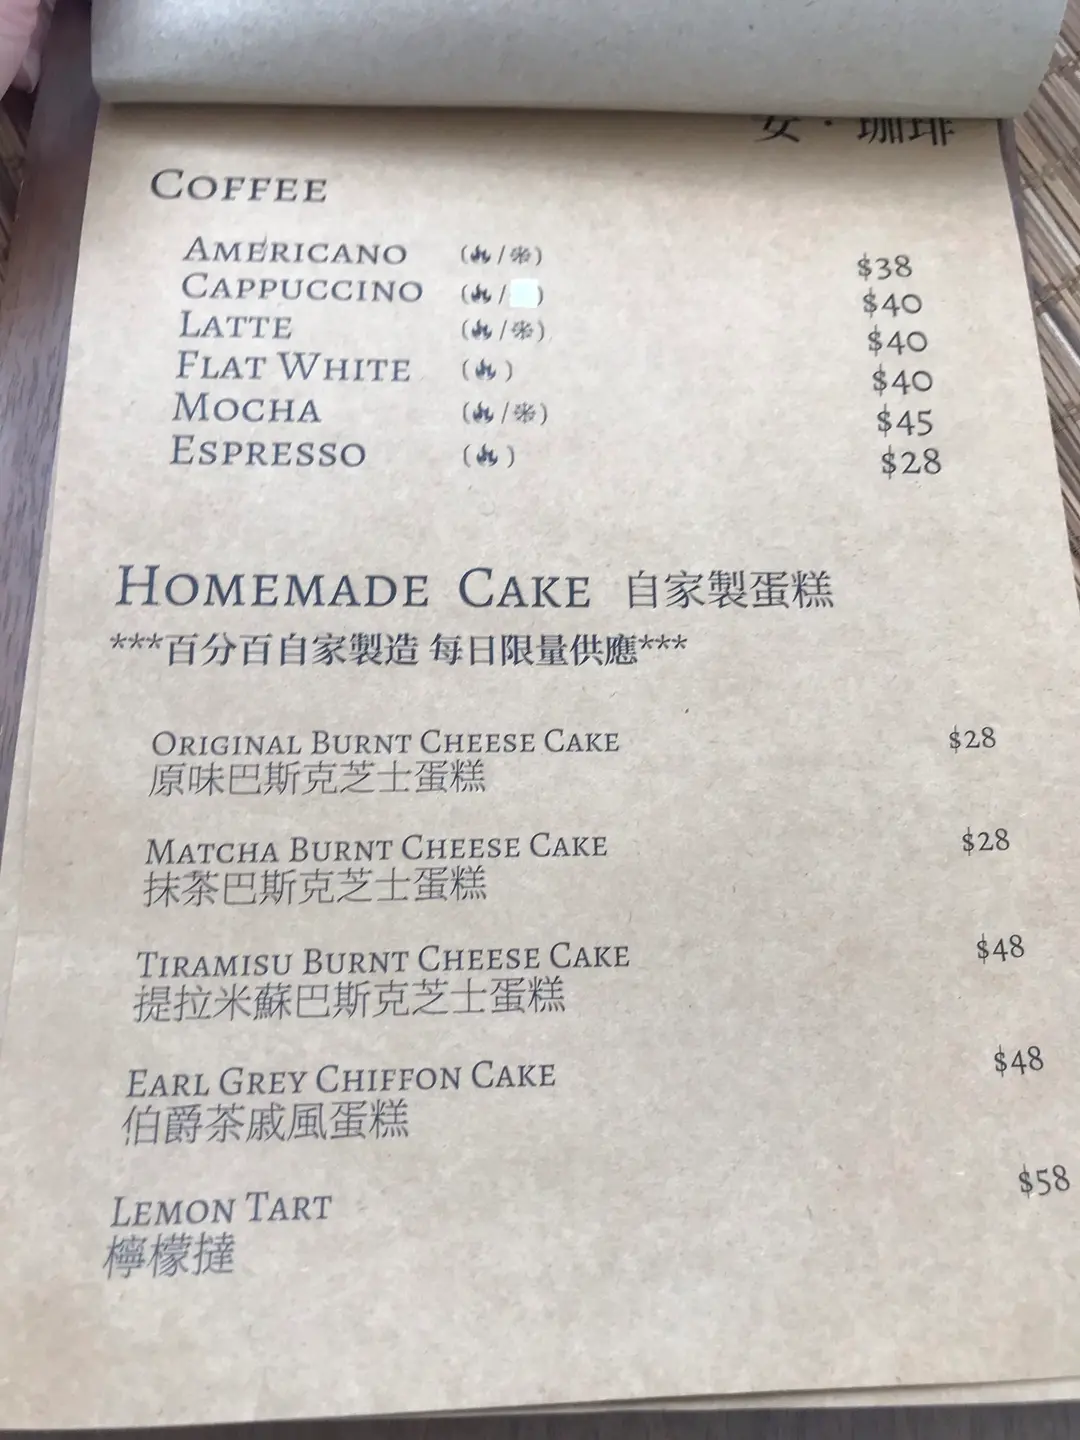 安·珈琲
COFFEE
AMERICANO (🔥/❄) $38
CAPPUCCINO (🔥/ ) $40
LATTE (🔥/❄) $40
FLAT WHITE (🔥) $40
MOCHA (🔥/❄) $45
ESPRESSO (🔥) $28
HOMEMADE CAKE 自家製蛋糕
***百分百自家製造 每日限量供應***
ORIGINAL BURNT CHEESE CAKE $28
原味巴斯克芝士蛋糕
MATCHA BURNT CHEESE CAKE $28
抹茶巴斯克芝士蛋糕
TIRAMISU BURNT CHEESE CAKE $48
提拉米蘇巴斯克芝士蛋糕
EARL GREY CHIFFON CAKE $48
伯爵茶戚風蛋糕
LEMON TART $58
檸檬撻